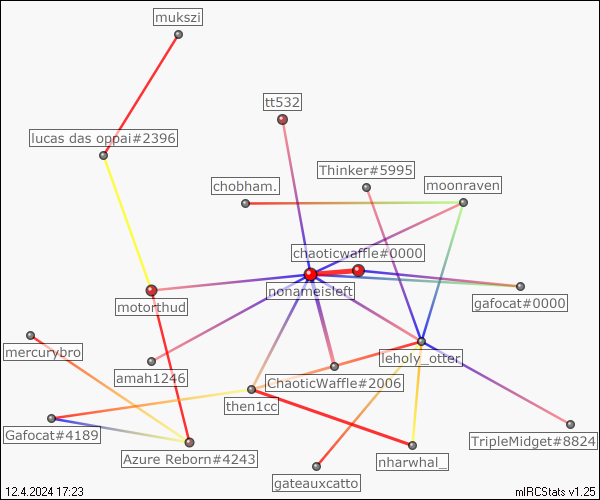 mukszi
tt532
lucas das oppai#2396
Thinker#5995
chobham.
moonraven
chaoticwaffle#0000
nonameisleft
gafocat#0000
motorthud
mercurybro
leholy_otter
amah1246
ChaoticWaffle#2006
then1cc
Gafocat#4189
TripleMidget#8824
Azure Reborn#4243
nharwhal_
gateauxcatto
12.4.2024 17:23
mIRCStats v1.25